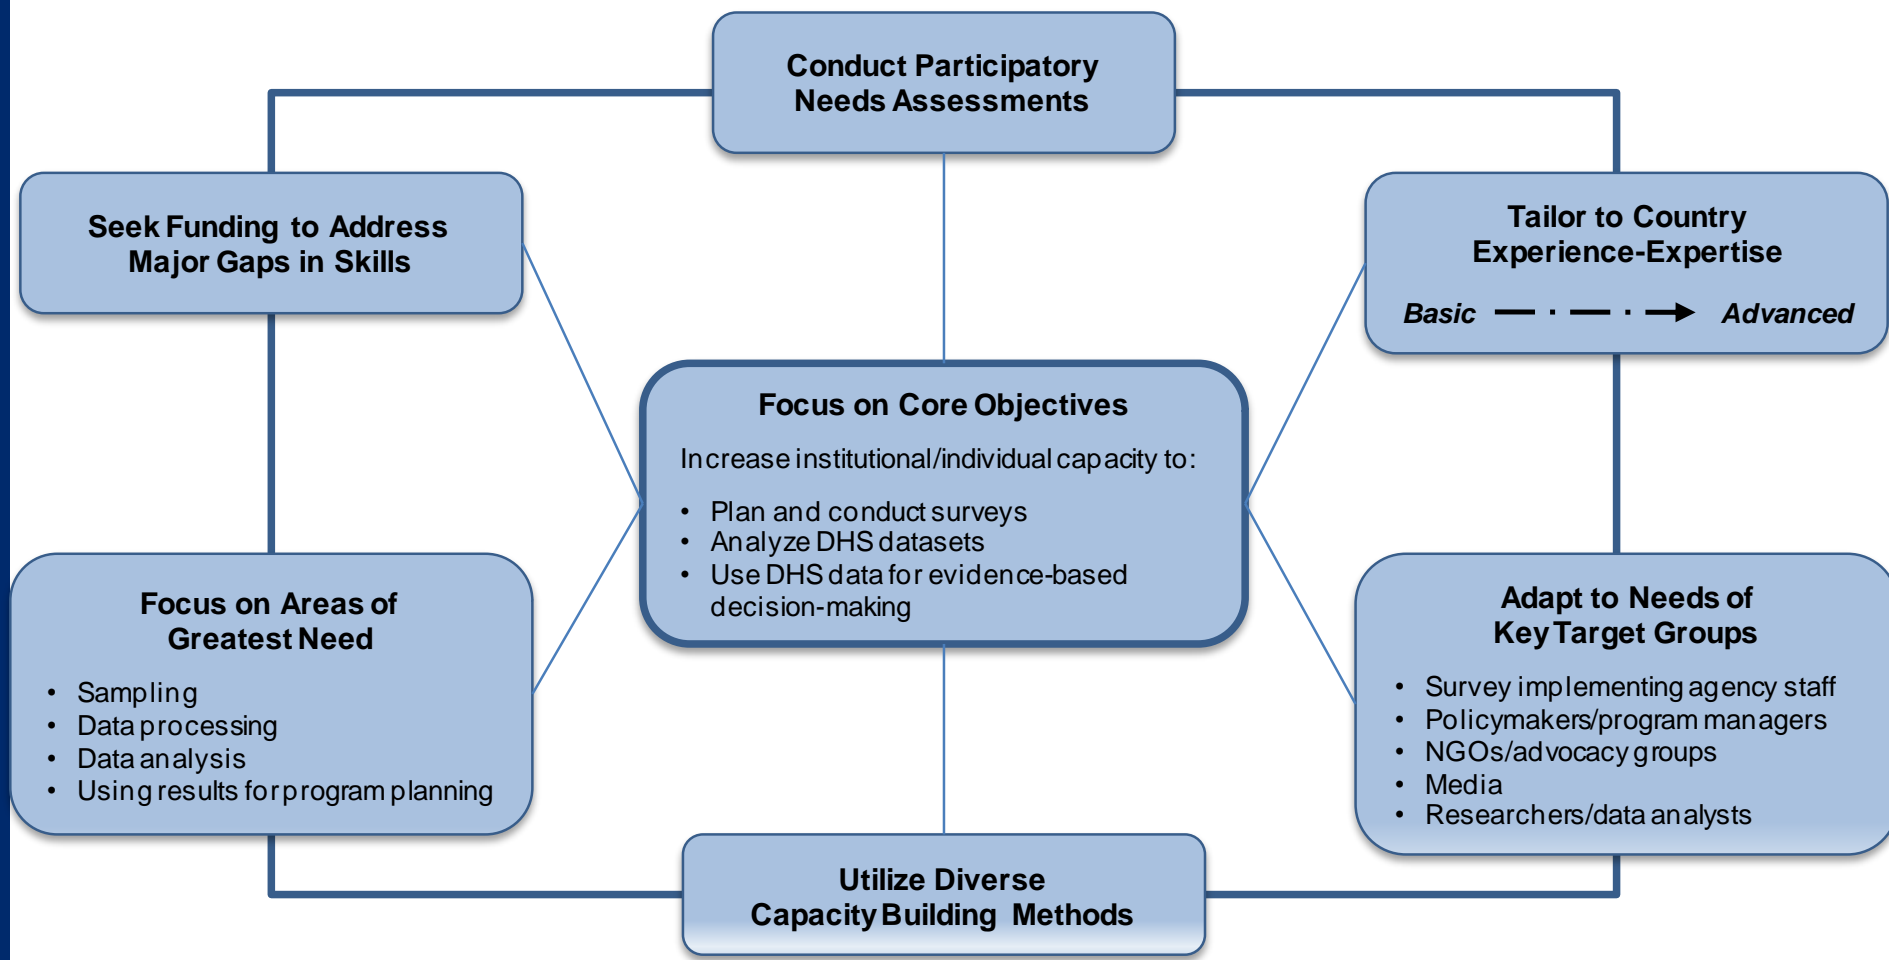 Conduct Participatory
Needs Assessments
Seek Funding to Address
Major Gaps in Skills
Tailor to Country
Experience-Expertise
Basic Advanced
Focus on Core Objectives
Increase institutional/individual capacity to:
• Plan and conduct surveys
• Analyze DHS datasets
• Use DHS data for evidence-based
decision-making
Focus on Areas of
Greatest Need
• Sampling
• Data processing
• Data analysis
• Using results for program planning
Adapt to Needs of
Key Target Groups
• Survey implementing agency staff
• Policymakers/program managers
• NGOs/advocacy groups
• Media
• Researchers/data analysts
Utilize Diverse
Capacity Building Methods